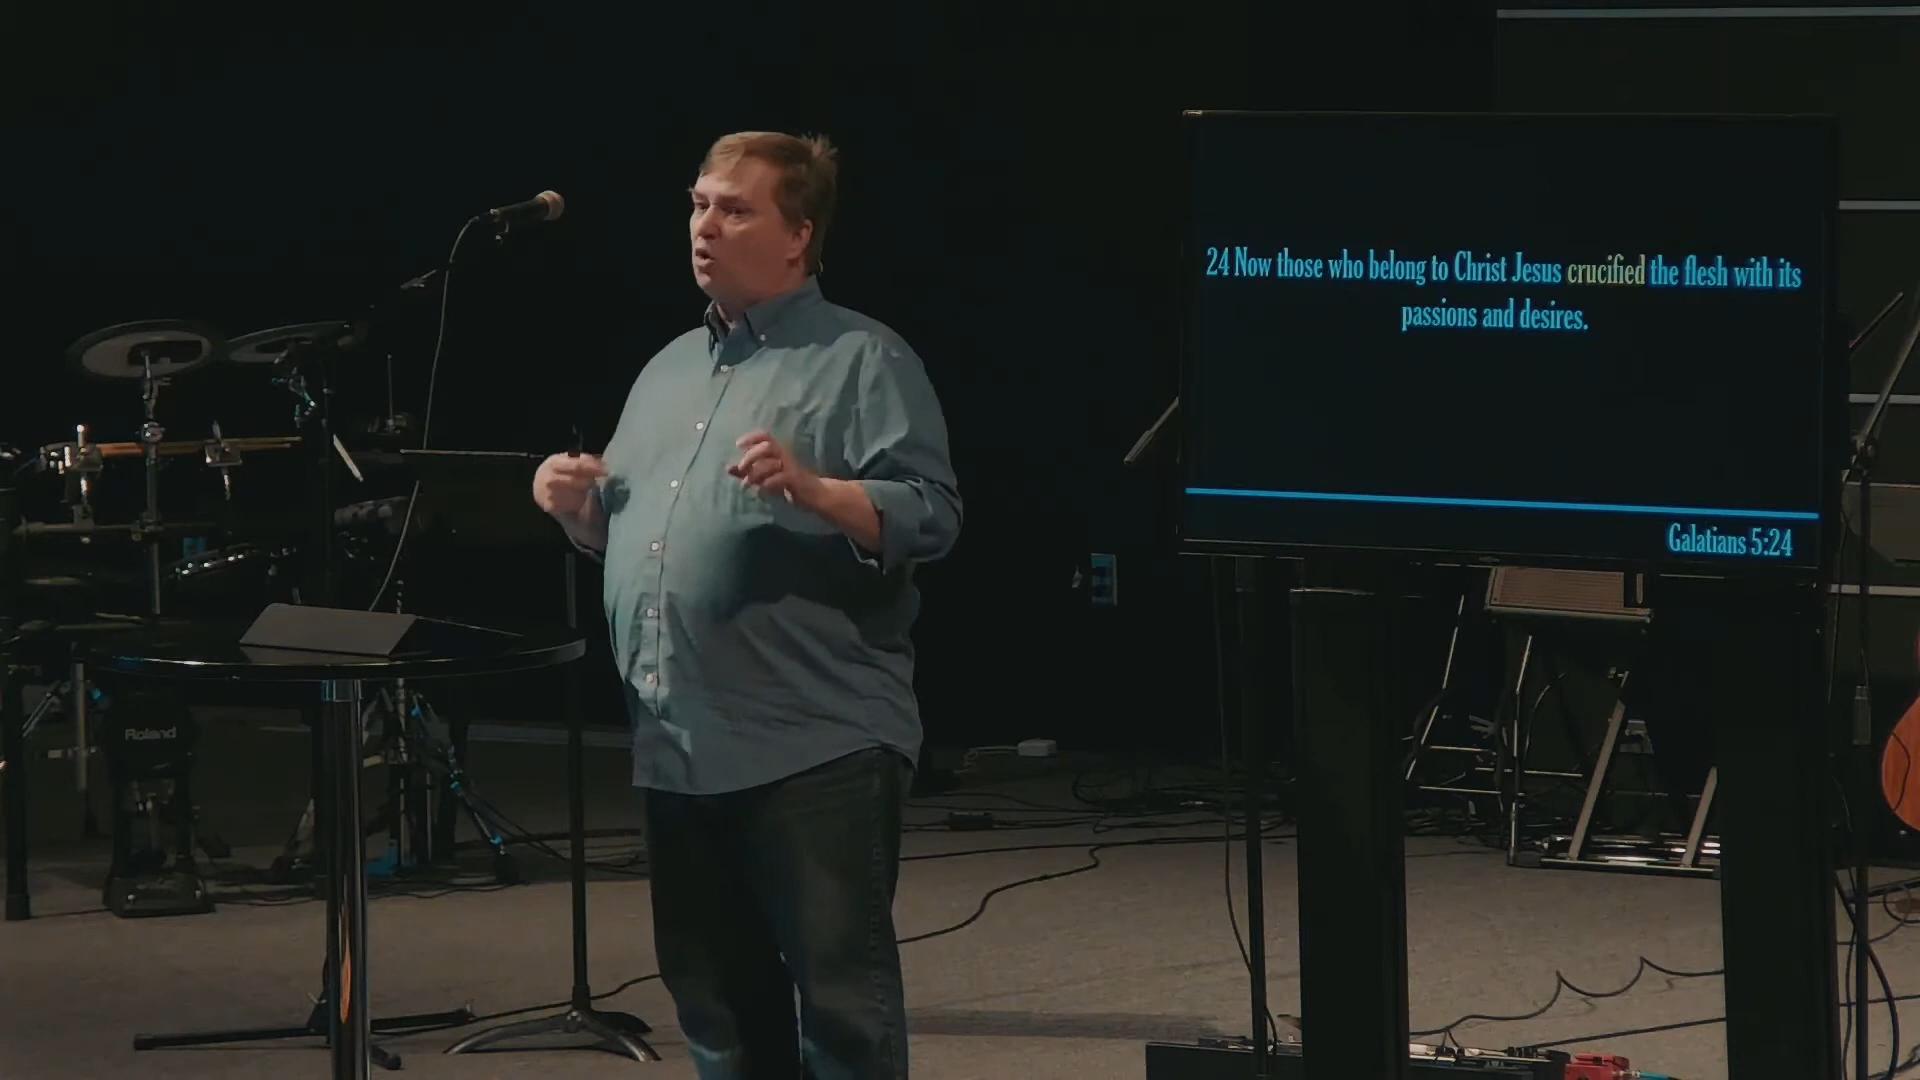 24 Now those who belong to Christ Jesus crucified the flesh with its
passions and desires.
Galatians 5:24
Roland